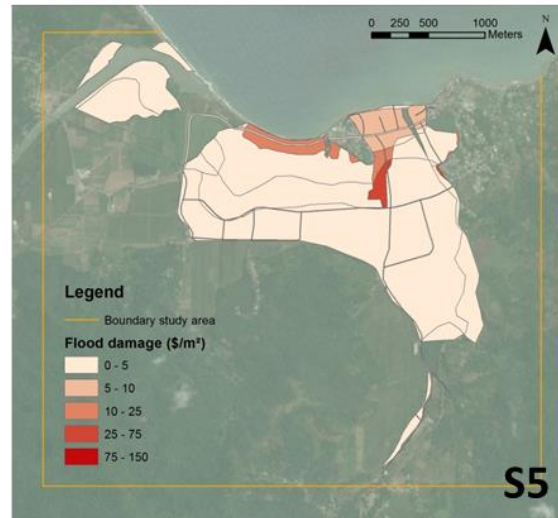 0 250 500 1000
Meters
N
Legend
Boundary study area
Flood damage ($/m²)
0 - 5
5 - 10
10 - 25
25 - 75
75 - 150
S5